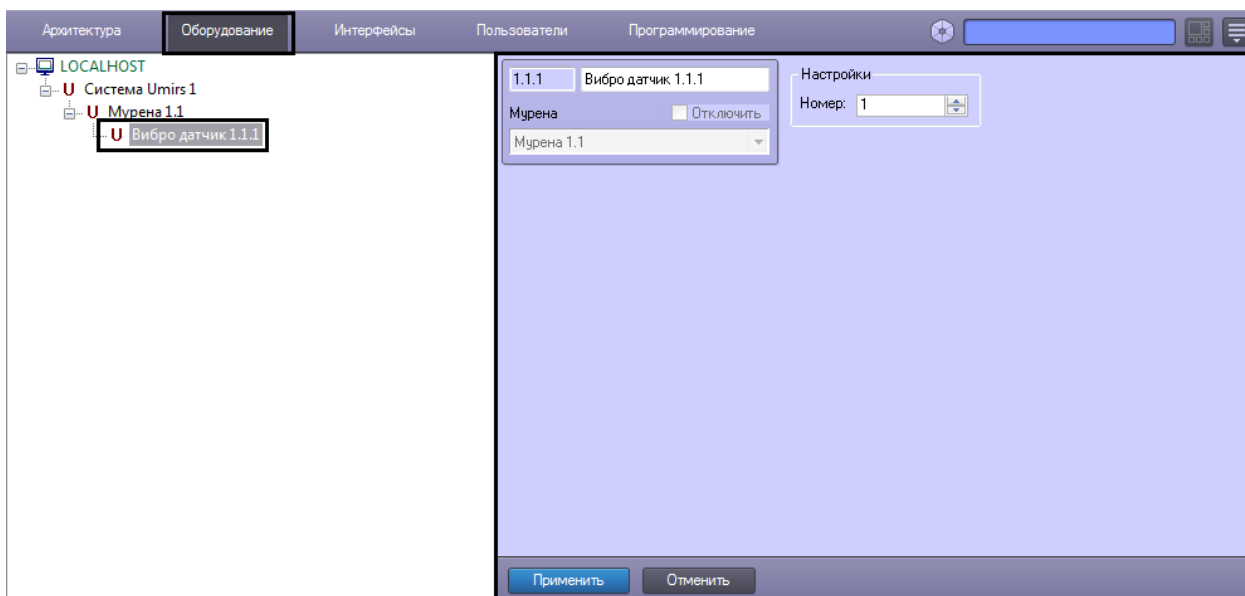 Архитектура Оборудование Интерфейсы Пользователи Программирование
LOCALHOST
U Система Umirs 1
U Мурена 1.1
U Вибро датчик 1.1.1
1.1.1 Вибро датчик 1.1.1
Мурена Отключить
Мурена 1.1
Настройки
Номер: 1
Применить Отменить